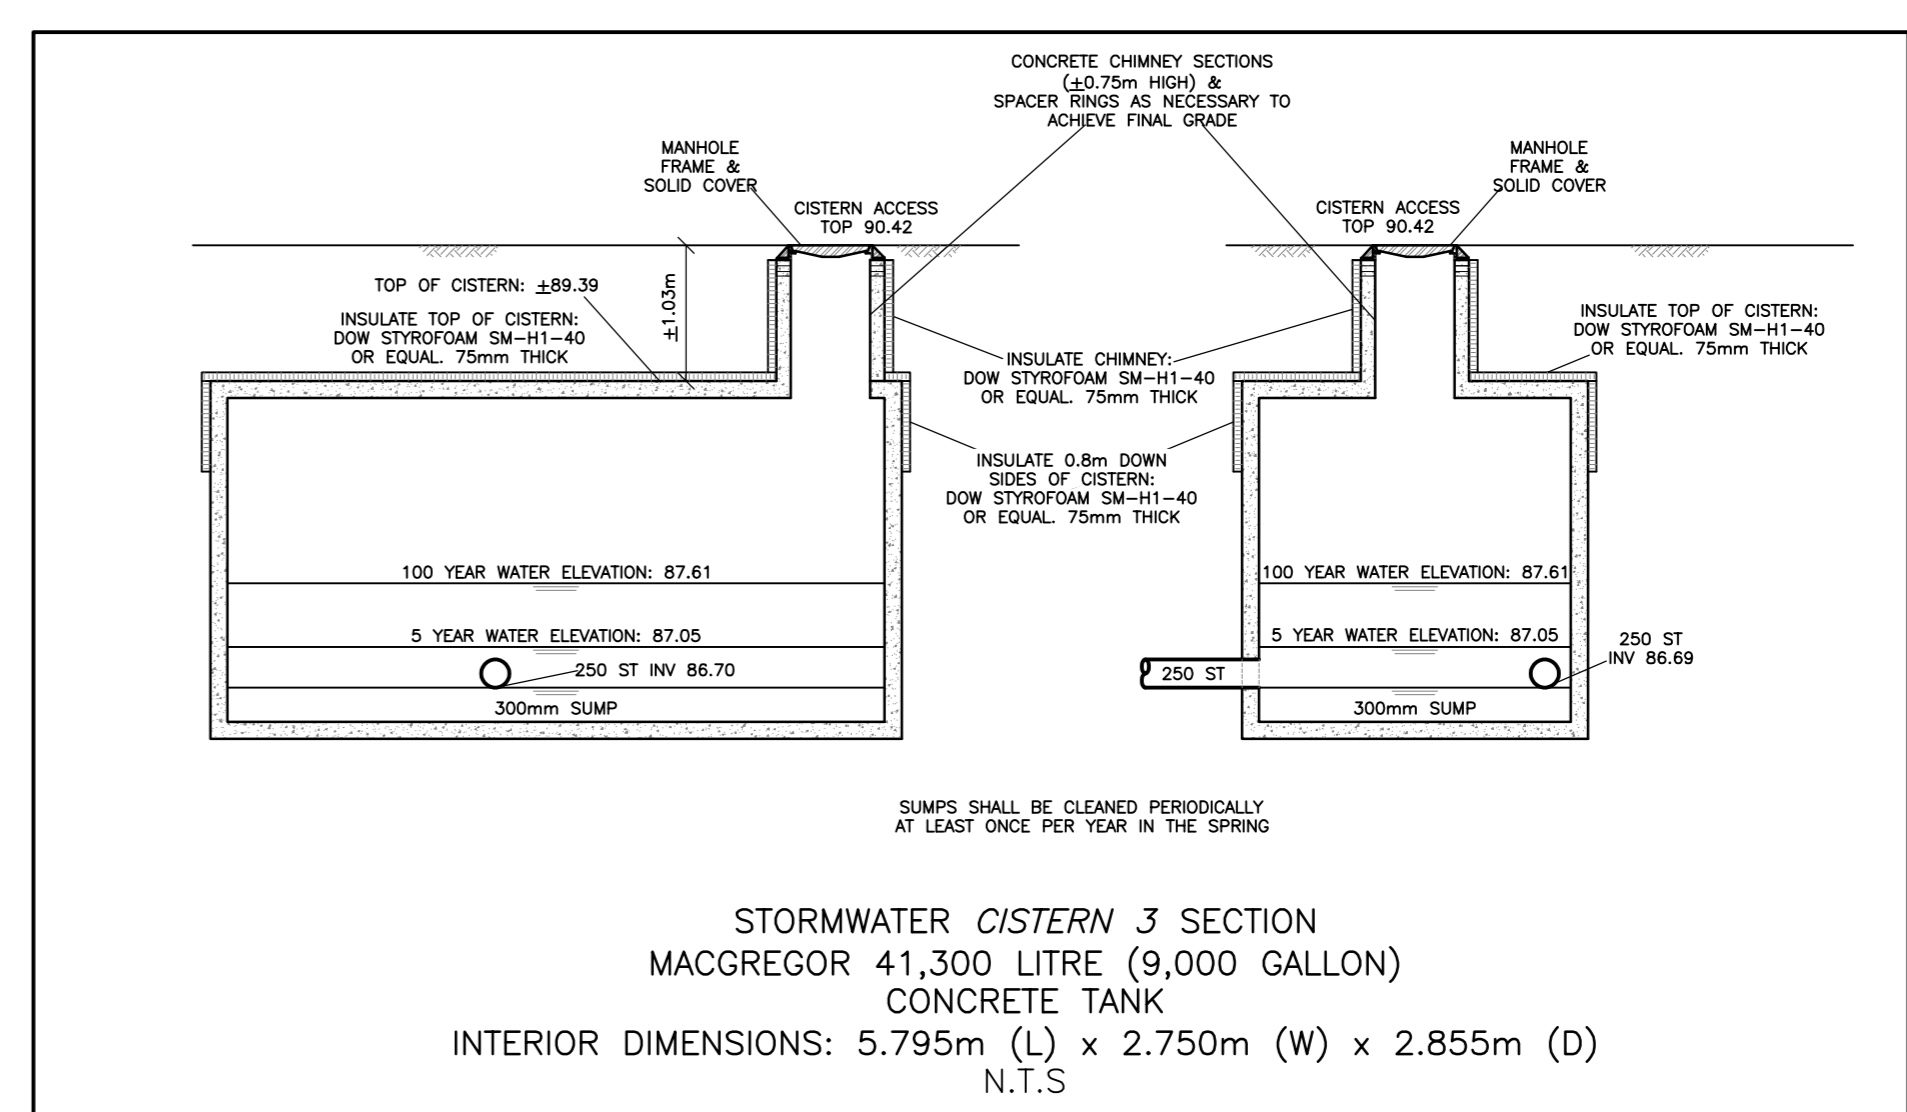 CONCRETE CHIMNEY SECTIONS
(±0.75m HIGH) &
SPACER RINGS AS NECESSARY TO
ACHIEVE FINAL GRADE
MANHOLE
FRAME &
SOLID COVER
CISTERN ACCESS
TOP 90.42
MANHOLE
FRAME &
SOLID COVER
CISTERN ACCESS
TOP 90.42
TOP OF CISTERN: ±89.39
±1.03m
INSULATE TOP OF CISTERN:
DOW STYROFOAM SM-H1-40
OR EQUAL. 75mm THICK
INSULATE CHIMNEY:
DOW STYROFOAM SM-H1-40
OR EQUAL. 75mm THICK
INSULATE TOP OF CISTERN:
DOW STYROFOAM SM-H1-40
OR EQUAL. 75mm THICK
INSULATE 0.8m DOWN
SIDES OF CISTERN:
DOW STYROFOAM SM-H1-40
OR EQUAL. 75mm THICK
100 YEAR WATER ELEVATION: 87.61
5 YEAR WATER ELEVATION: 87.05
250 ST INV 86.70
300mm SUMP
100 YEAR WATER ELEVATION: 87.61
5 YEAR WATER ELEVATION: 87.05
250 ST
INV 86.69
250 ST
300mm SUMP
SUMPS SHALL BE CLEANED PERIODICALLY
AT LEAST ONCE PER YEAR IN THE SPRING
STORMWATER CISTERN 3 SECTION
MACGREGOR 41,300 LITRE (9,000 GALLON)
CONCRETE TANK
INTERIOR DIMENSIONS: 5.795m (L) x 2.750m (W) x 2.855m (D)
N.T.S